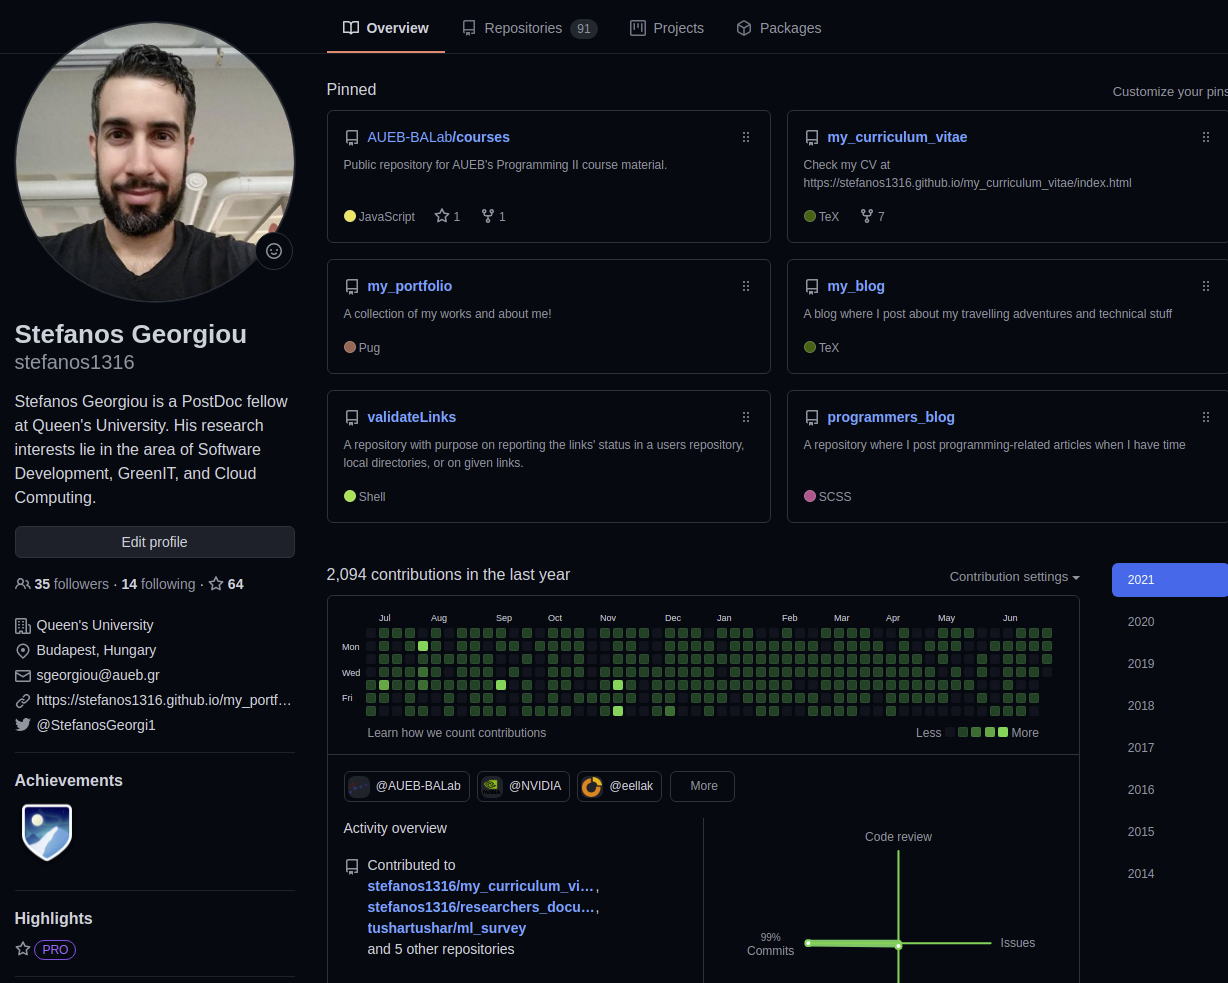 Overview
Repositories 91
Projects
Packages
Pinned
Customize your pins
AUEB-BALab/courses
Public repository for AUEB's Programming II course material.
JavaScript 1 1
my_curriculum_vitae
Check my CV at
https://stefanos1316.github.io/my_curriculum_vitae/index.html
TeX 7
my_portfolio
A collection of my works and about me!
Pug
my_blog
A blog where I post about my travelling adventures and technical stuff
TeX
validateLinks
A repository with purpose on reporting the links' status in a users repository,
local directories, or on given links.
Shell
programmers_blog
A repository where I post programming-related articles when I have time
SCSS
Stefanos Georgiou
stefanos1316
Stefanos Georgiou is a PostDoc fellow
at Queen's University. His research
interests lie in the area of Software
Development, GreenIT, and Cloud
Computing.
Edit profile
35 followers · 14 following · 64
Queen's University
Budapest, Hungary
sgeorgiou@aueb.gr
https://stefanos1316.github.io/my_portf…
@StefanosGeorgi1
Achievements
Highlights
PRO
2,094 contributions in the last year
Contribution settings
Jul Aug Sep Oct Nov Dec Jan Feb Mar Apr May Jun
Mon
Wed
Fri
Learn how we count contributions
Less More
2021
2020
2019
2018
2017
2016
2015
2014
@AUEB-BALab
@NVIDIA
@eellak
More
Activity overview
Contributed to
stefanos1316/my_curriculum_vi… ,
stefanos1316/researchers_docu… ,
tushartushar/ml_survey
and 5 other repositories
Code review
99%
Commits
Issues